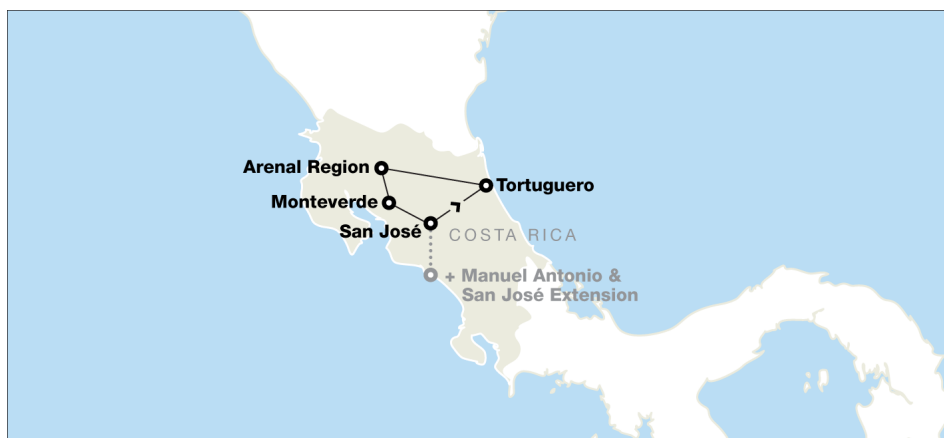 Arenal Region
Tortuguero
Monteverde
San José
COSTA RICA
+ Manuel Antonio &
San José Extension